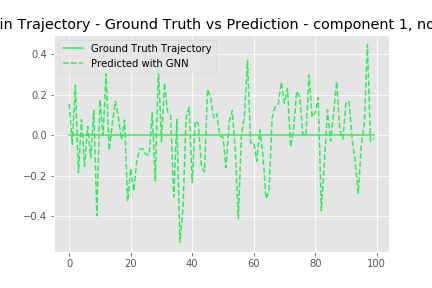 in Trajectory - Ground Truth vs Prediction - component 1, no
Ground Truth Trajectory
Predicted with GNN
0.4
0.2
0.0
−0.2
−0.4
0 20 40 60 80 100